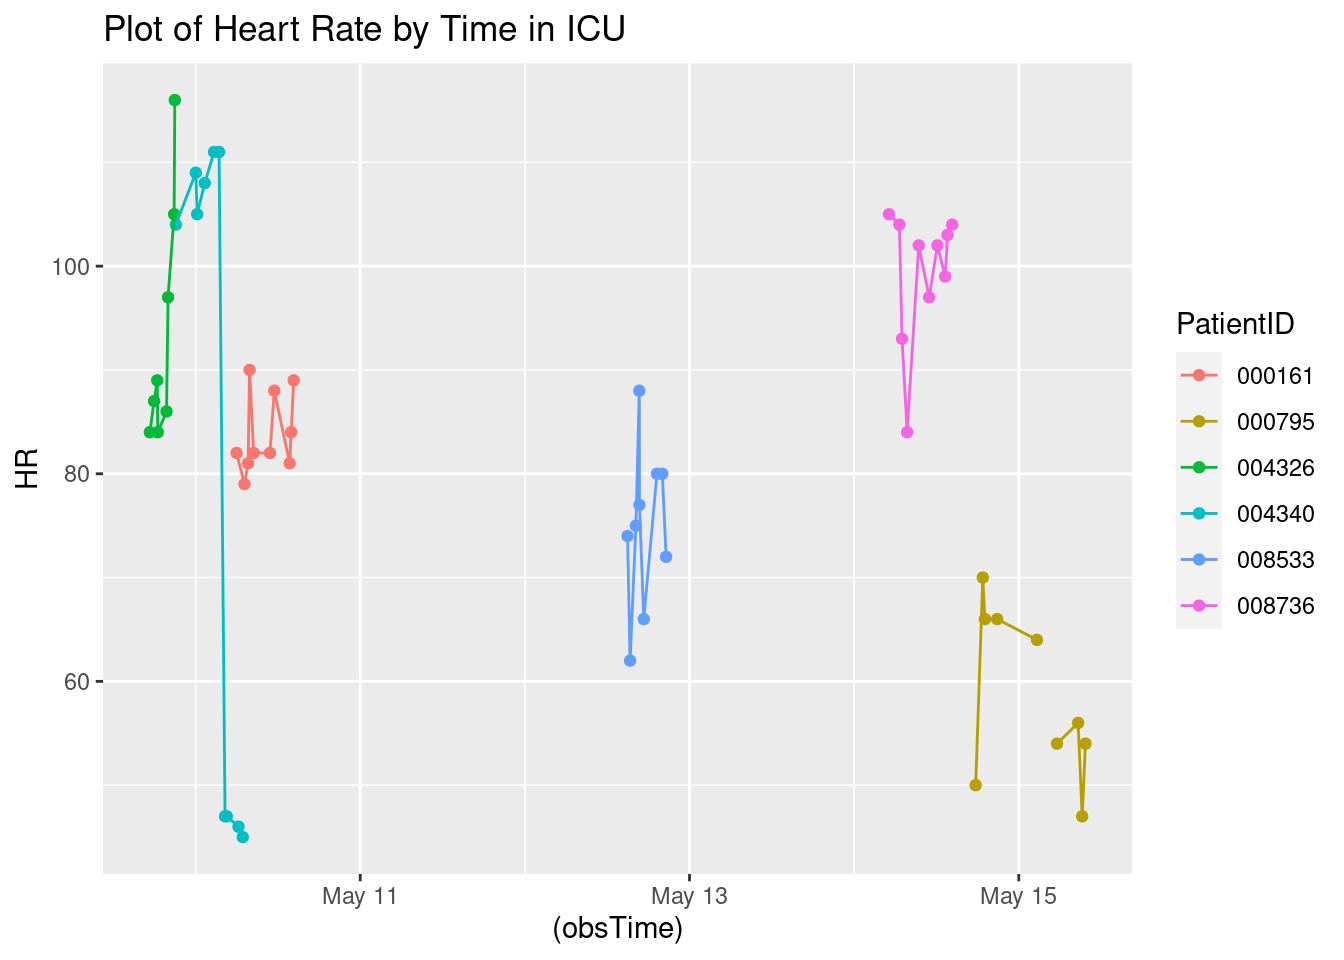 Plot of Heart Rate by Time in ICU
HR
100
80
60
May 11
May 13
May 15
(obsTime)
PatientID
000161
000795
004326
004340
008533
008736